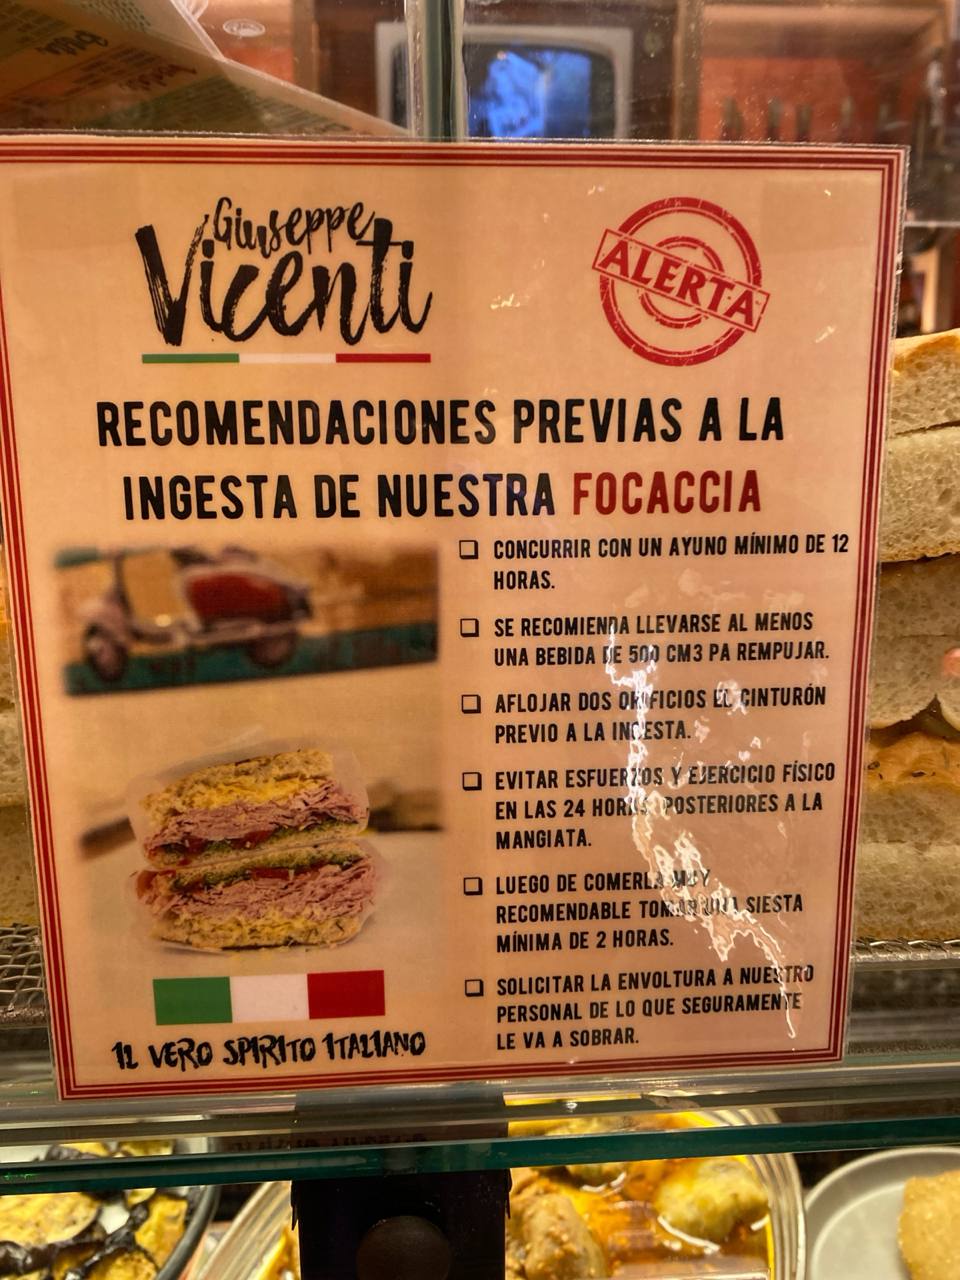 Giuseppe
Vicenti
ALERTA
RECOMENDACIONES PREVIAS A LA
INGESTA DE NUESTRA FOCACCIA
CONCURRIR CON UN AYUNO MÍNIMO DE 12
HORAS.
SE RECOMIENDA LLEVARSE AL MENOS
UNA BEBIDA DE 500 CM3 PA REMPUJAR.
AFLOJAR DOS ORIFICIOS EL CINTURÓN
PREVIO A LA INGESTA.
EVITAR ESFUERZOS Y EJERCICIO FÍSICO
EN LAS 24 HORAS POSTERIORES A LA
MANGIATA.
LUEGO DE COMERLA MUY
RECOMENDABLE TOMAR UNA SIESTA
MÍNIMA DE 2 HORAS.
SOLICITAR LA ENVOLTURA A NUESTRO
PERSONAL DE LO QUE SEGURAMENTE
LE VA A SOBRAR.
IL VERO SPIRITO ITALIANO